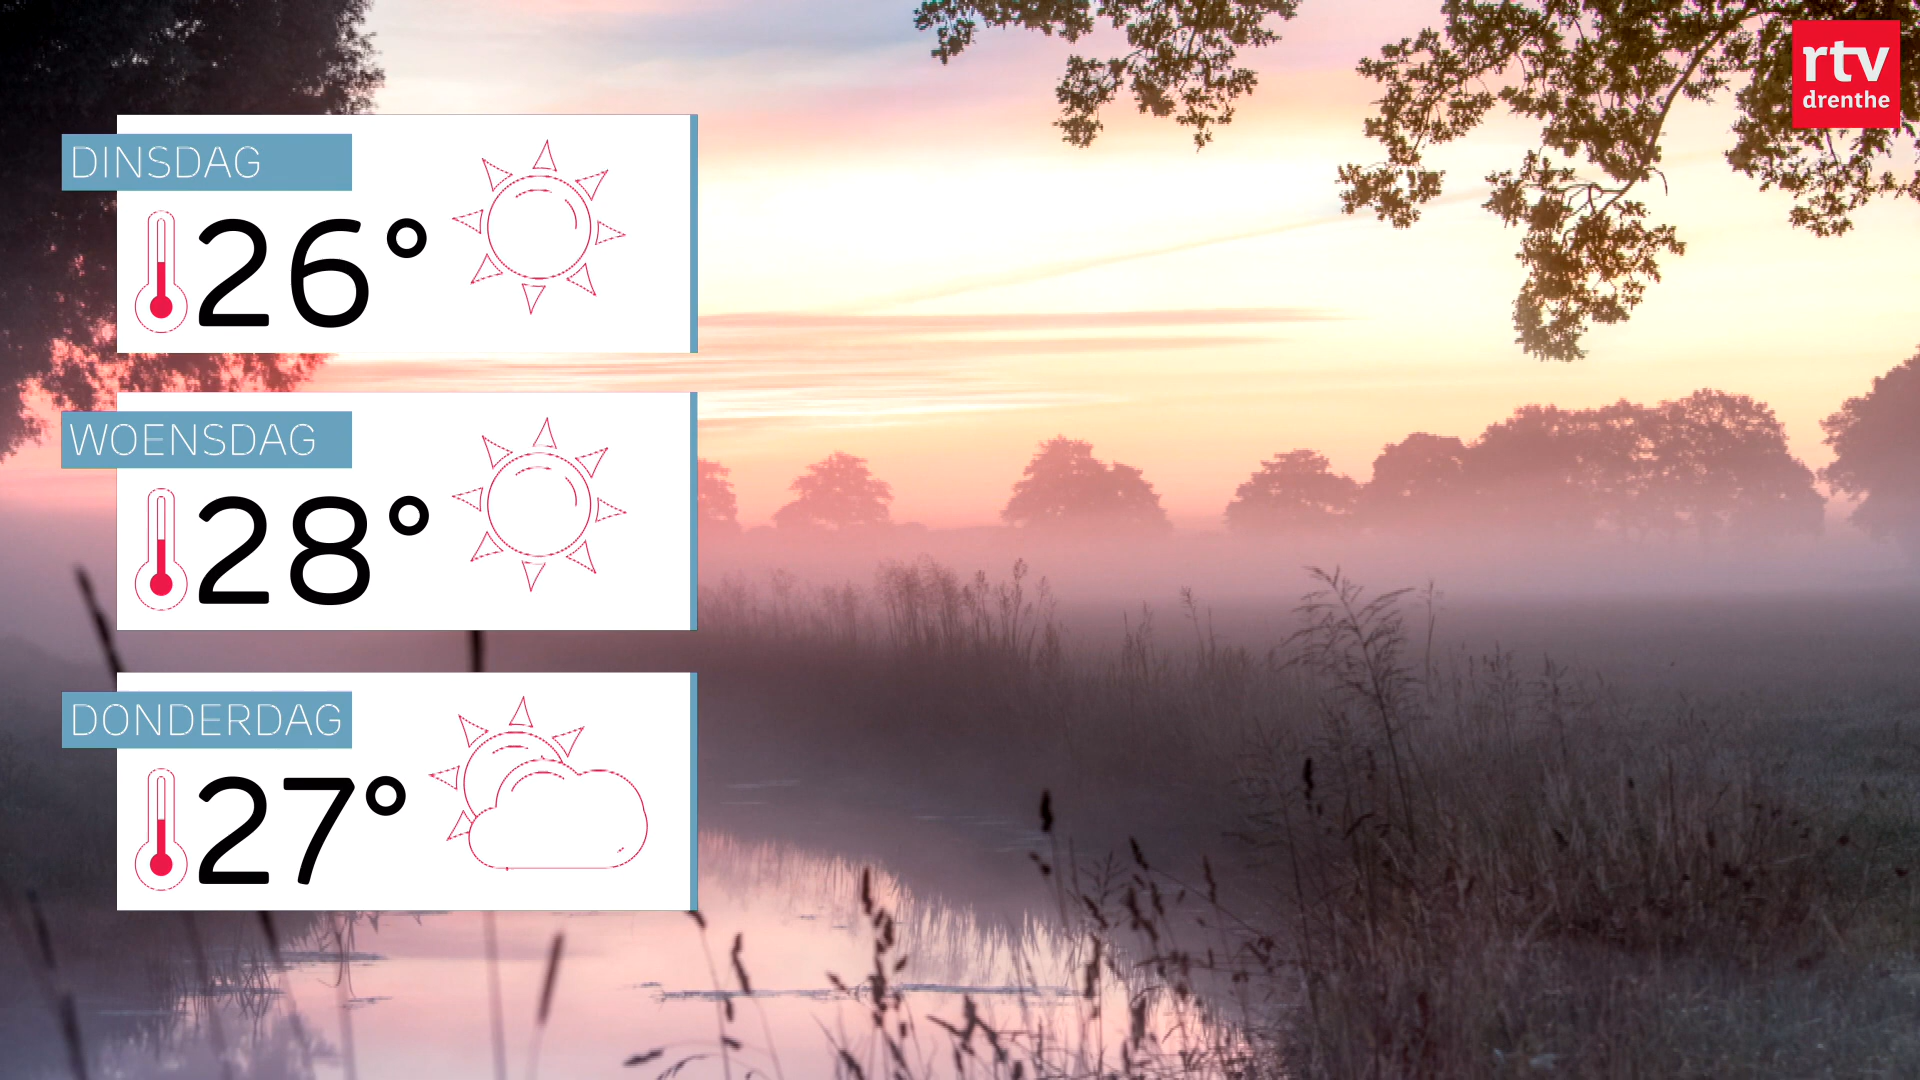 rtv
drenthe
DINSDAG
26°
WOENSDAG
28°
DONDERDAG
27°